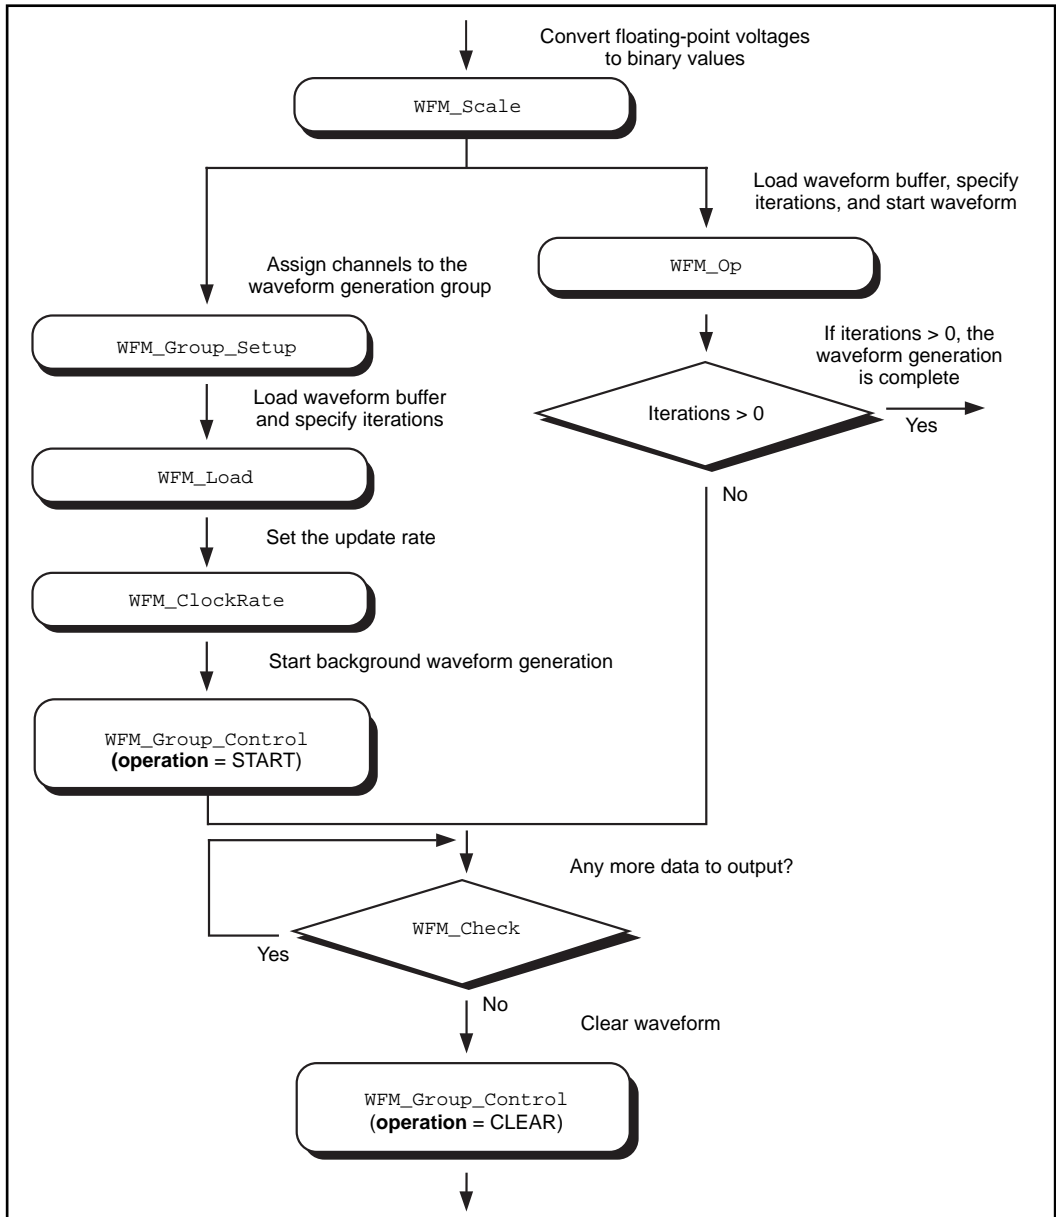 Convert floating-point voltages
to binary values
WFM_Scale
Load waveform buffer, specify
iterations, and start waveform
WFM_Op
Assign channels to the
waveform generation group
WFM_Group_Setup
If iterations > 0, the
waveform generation
is complete
Iterations > 0
Yes
No
Load waveform buffer
and specify iterations
WFM_Load
Set the update rate
WFM_ClockRate
Start background waveform generation
WFM_Group_Control
(operation = START)
Any more data to output?
WFM_Check
Yes
No
Clear waveform
WFM_Group_Control
(operation = CLEAR)